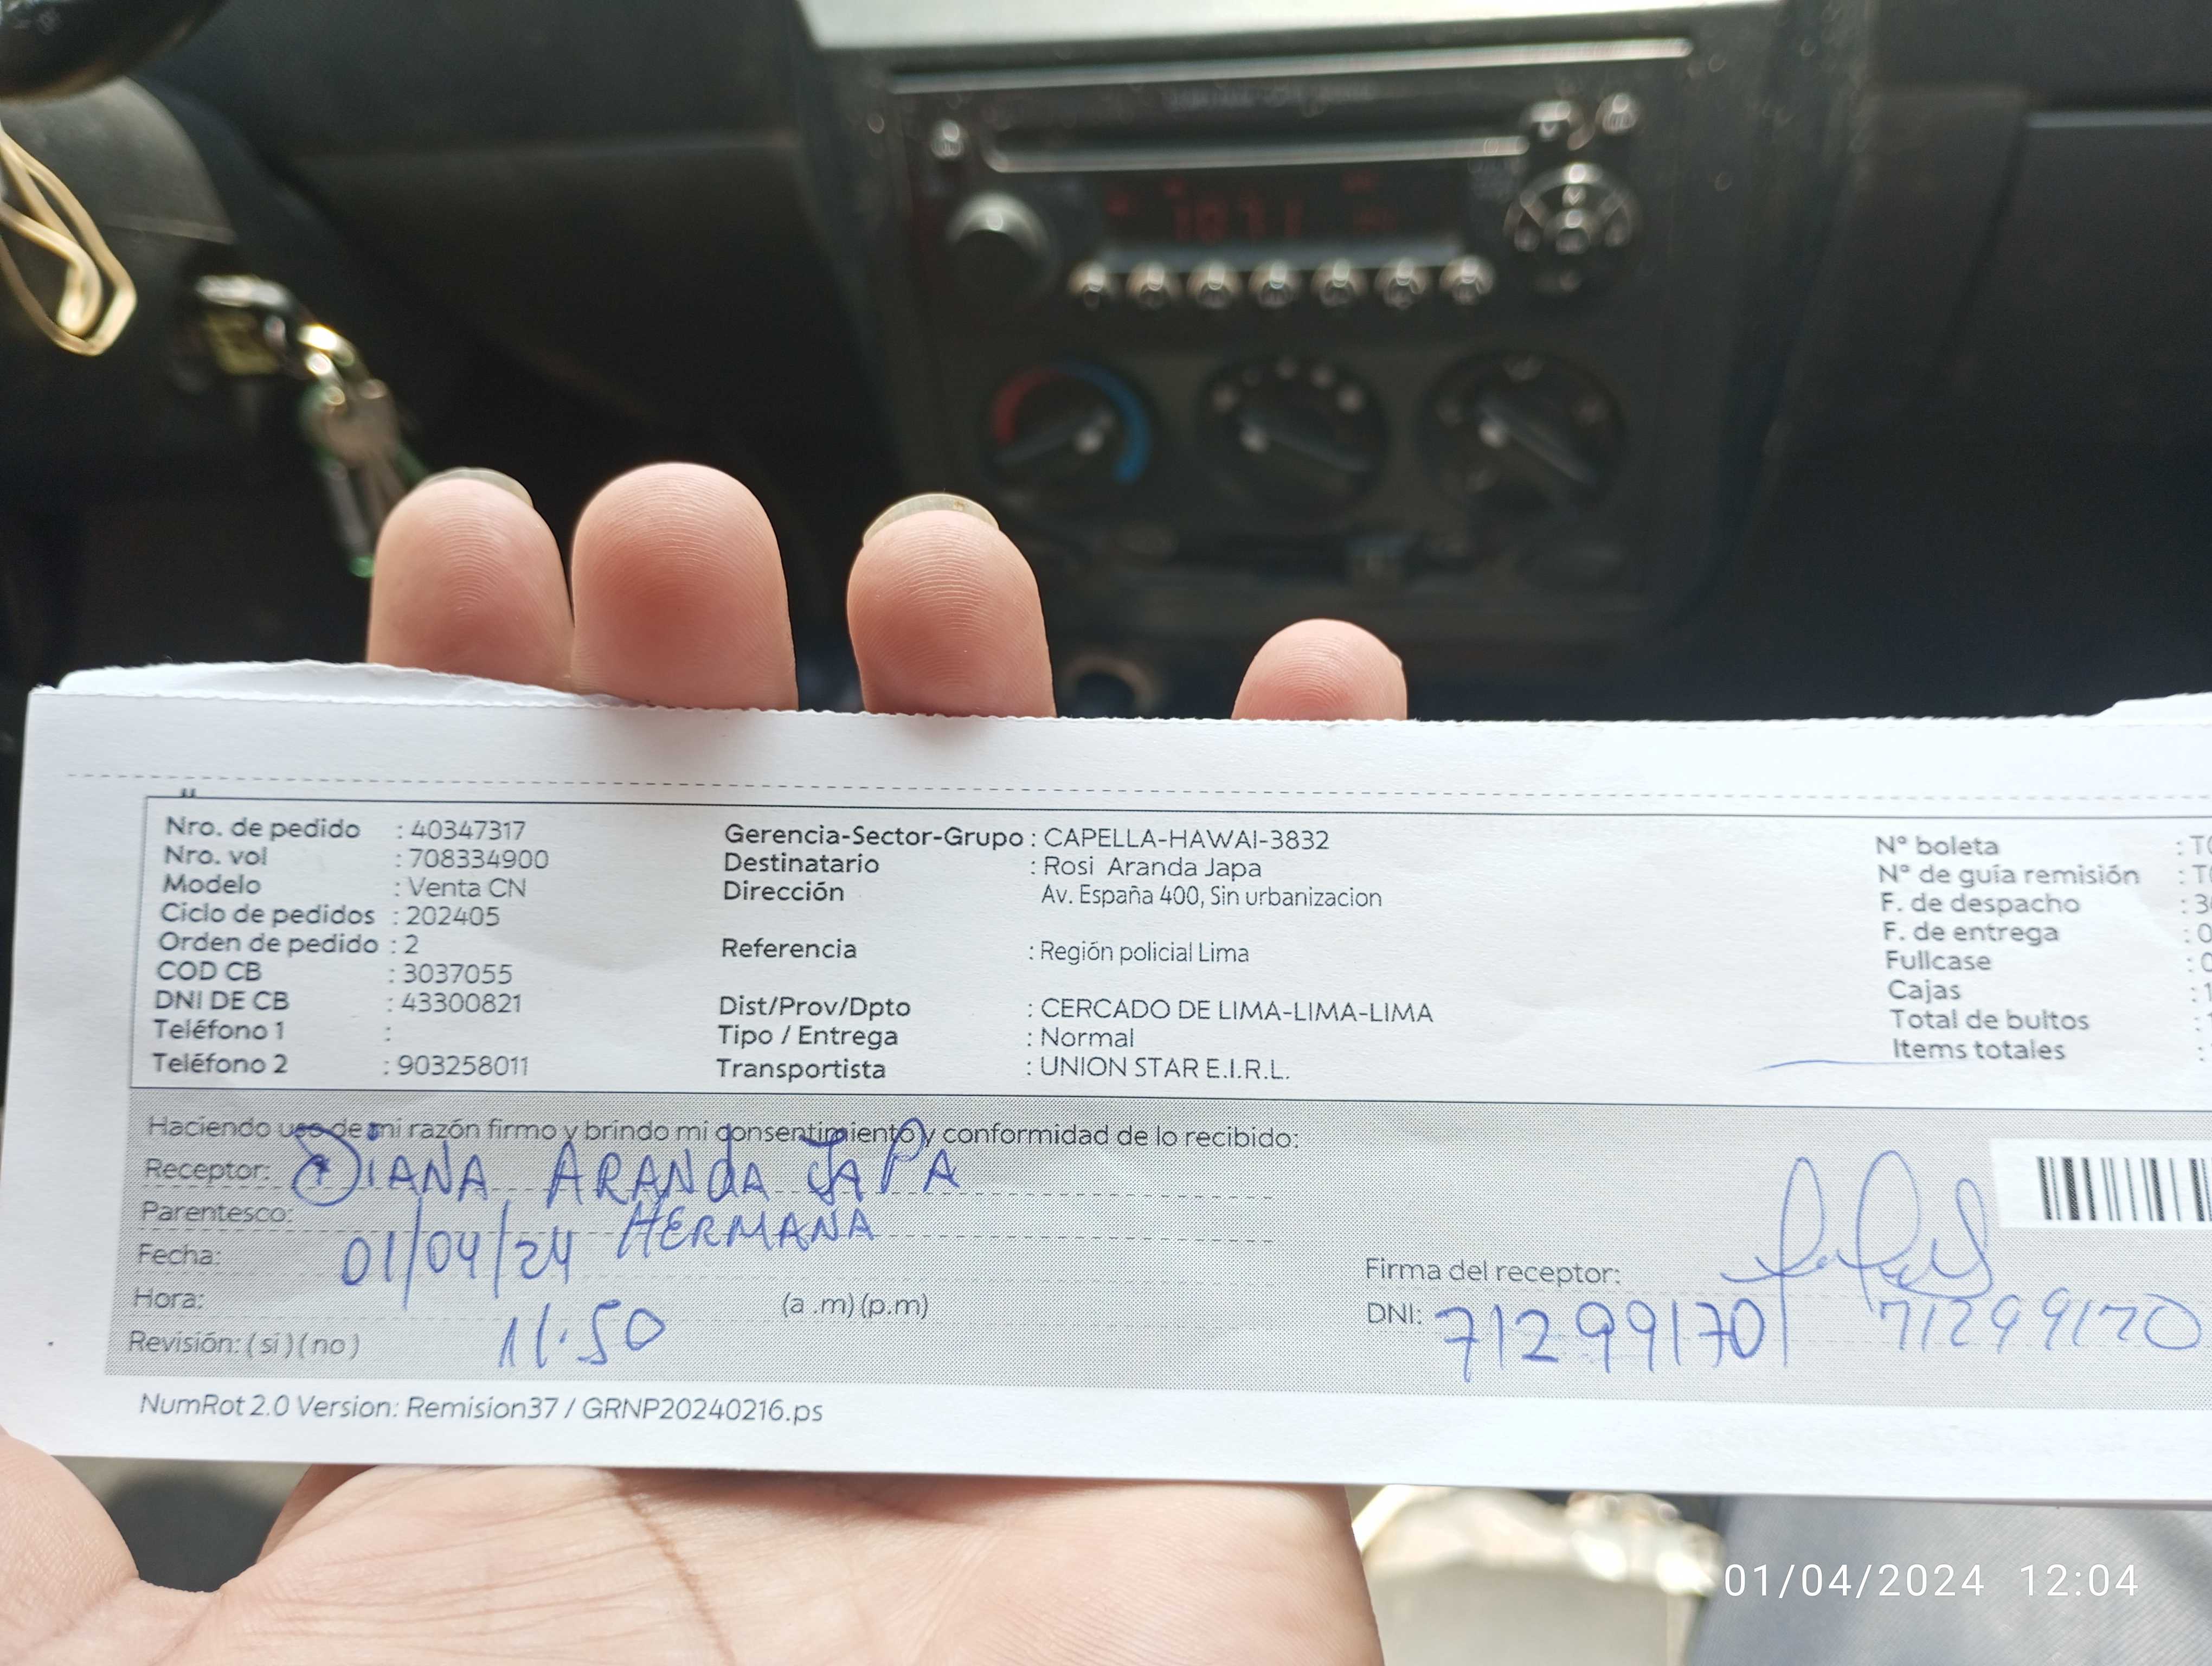 Nro. de pedido : 40347317
Nro. vol : 708334900
Modelo : Venta CN
Ciclo de pedidos : 202405
Orden de pedido : 2
COD CB : 3037055
DNI DE CB : 43300821
Teléfono 1 :
Teléfono 2 : 903258011
Gerencia-Sector-Grupo : CAPELLA-HAWAI-3832
Destinatario : Rosi Aranda Japa
Dirección Av. España 400, Sin urbanizacion
Referencia : Región policial Lima
Dist/Prov/Dpto : CERCADO DE LIMA-LIMA-LIMA
Tipo / Entrega : Normal
Transportista : UNION STAR E.I.R.L.
Nº boleta : T
Nº de guía remisión : T
F. de despacho : 3
F. de entrega : 0
Fullcase
Cajas : 1
Total de bultos :
Items totales :
Haciendo uso de mi razón firmo y brindo mi consentimiento y conformidad de lo recibido:
Receptor: DIANA ARANDA JAPA
Parentesco: HERMANA
Fecha: 01/04/24
Hora: 11.50 (a .m) (p.m)
Revisión: ( si ) ( no )
Firma del receptor:
DNI: 71299170 71299170
NumRot 2.0 Version: Remision37 / GRNP20240216.ps
01/04/2024 12:04